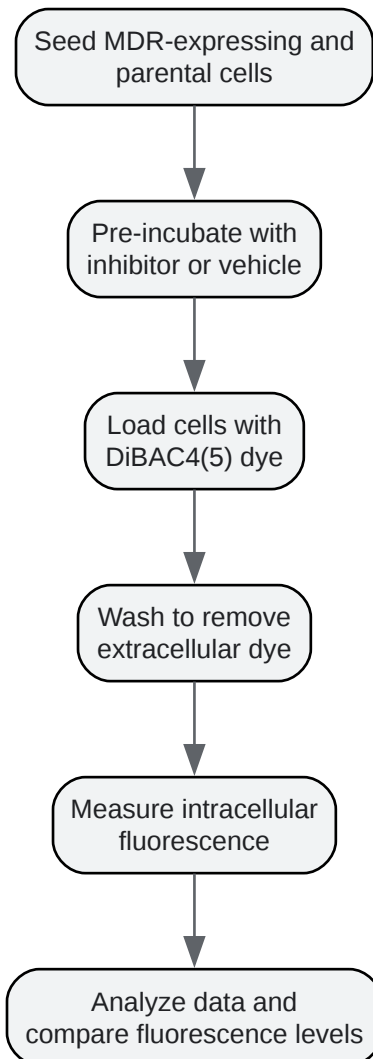 Seed MDR-expressing and
parental cells
Pre-incubate with
inhibitor or vehicle
Load cells with
DiBAC4(5) dye
Wash to remove
extracellular dye
Measure intracellular
fluorescence
Analyze data and
compare fluorescence levels